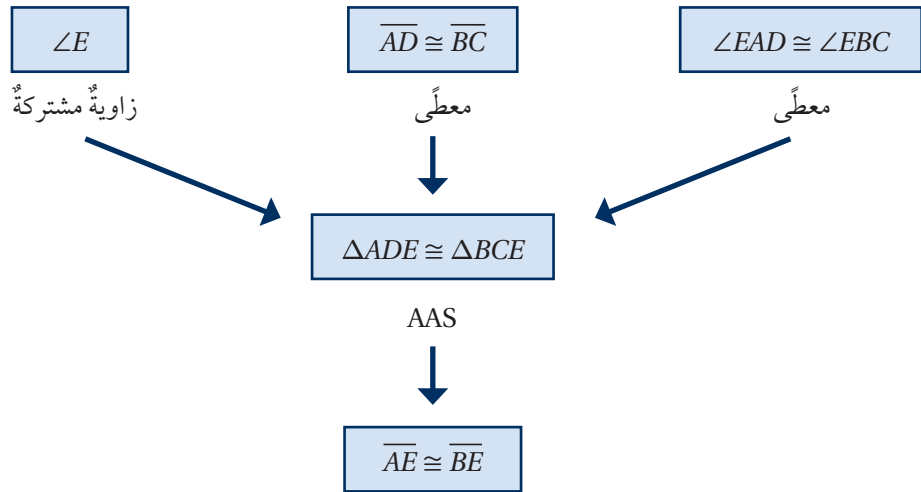 ∠E
AD ≅ BC
∠EAD ≅ ∠EBC
زاويةٌ مشتركةٌ
معطًى
معطًى
ΔADE ≅ ΔBCE
AAS
AE ≅ BE